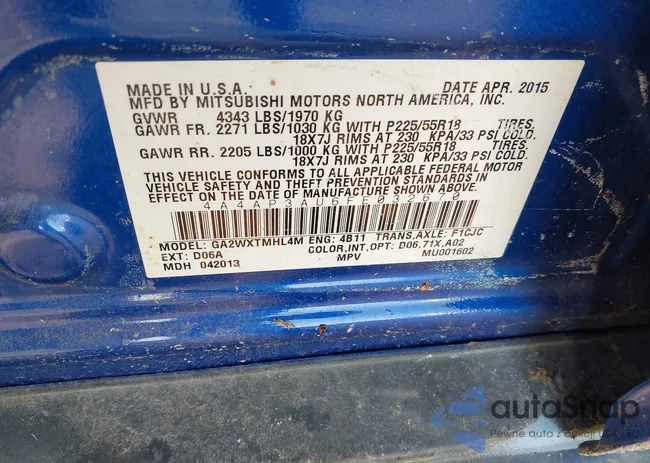 MADE IN U.S.A. DATE APR. 2015
MFD BY MITSUBISHI MOTORS NORTH AMERICA, INC.
GVWR 4343 LBS/1970 KG
GAWR FR. 2271 LBS/1030 KG WITH P225/55R18 TIRES,
18X7J RIMS AT 230 KPA/33 PSI COLD.
GAWR RR. 2205 LBS/1000 KG WITH P225/55R18 TIRES,
18X7J RIMS AT 230 KPA/33 PSI COLD.
THIS VEHICLE CONFORMS TO ALL APPLICABLE FEDERAL MOTOR
VEHICLE SAFETY AND THEFT PREVENTION STANDARDS IN
EFFECT ON THE DATE OF MANUFACTURE SHOWN ABOVE.
4A4AP3AU6FE032670
MODEL: GA2WXTMHL4M ENG: 4B11 TRANS,AXLE: F1CJC
EXT: D06A COLOR,INT,OPT: D06,71X,A02
MDH 042013 MPV MU001602
autoSnap
Pewne auta z aukcji